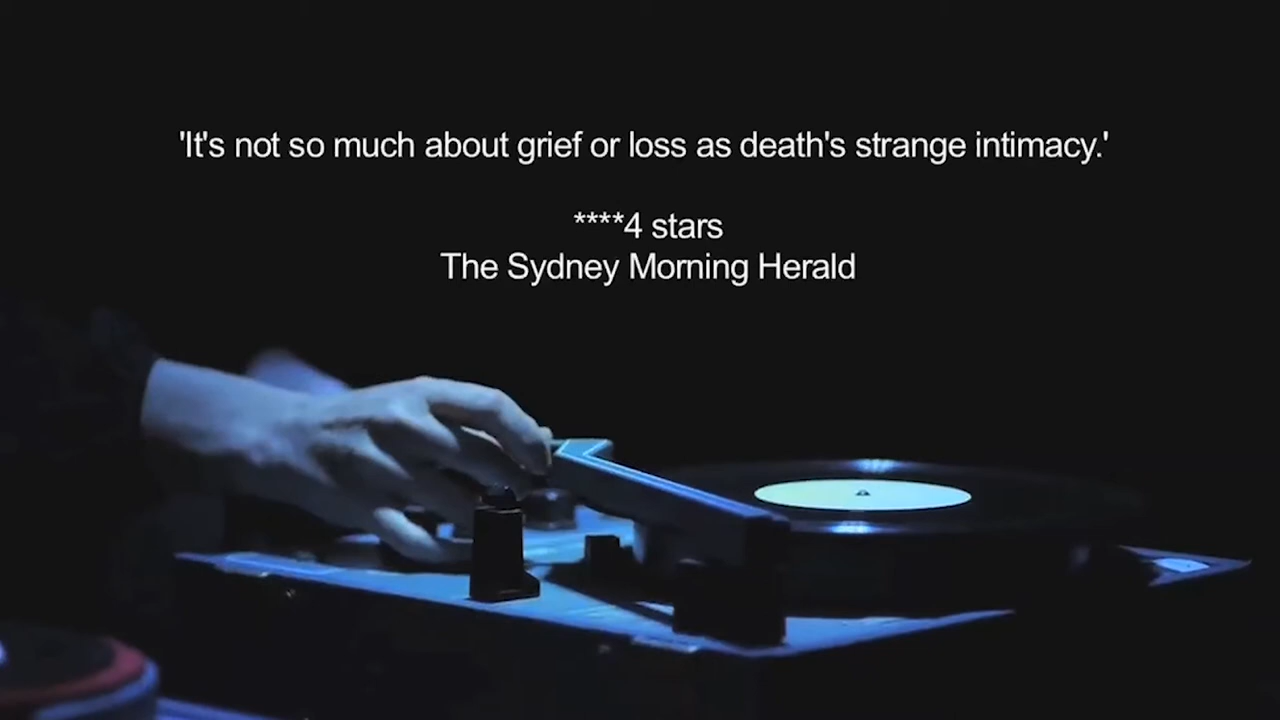 'It's not so much about grief or loss as death's strange intimacy.'
****4 stars
The Sydney Morning Herald